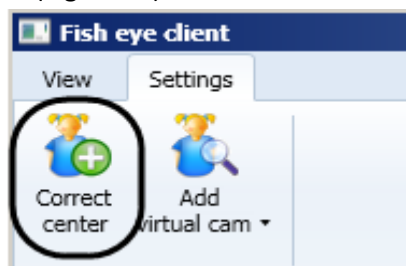 Fish eye client
View Settings
Correct center
Add virtual cam